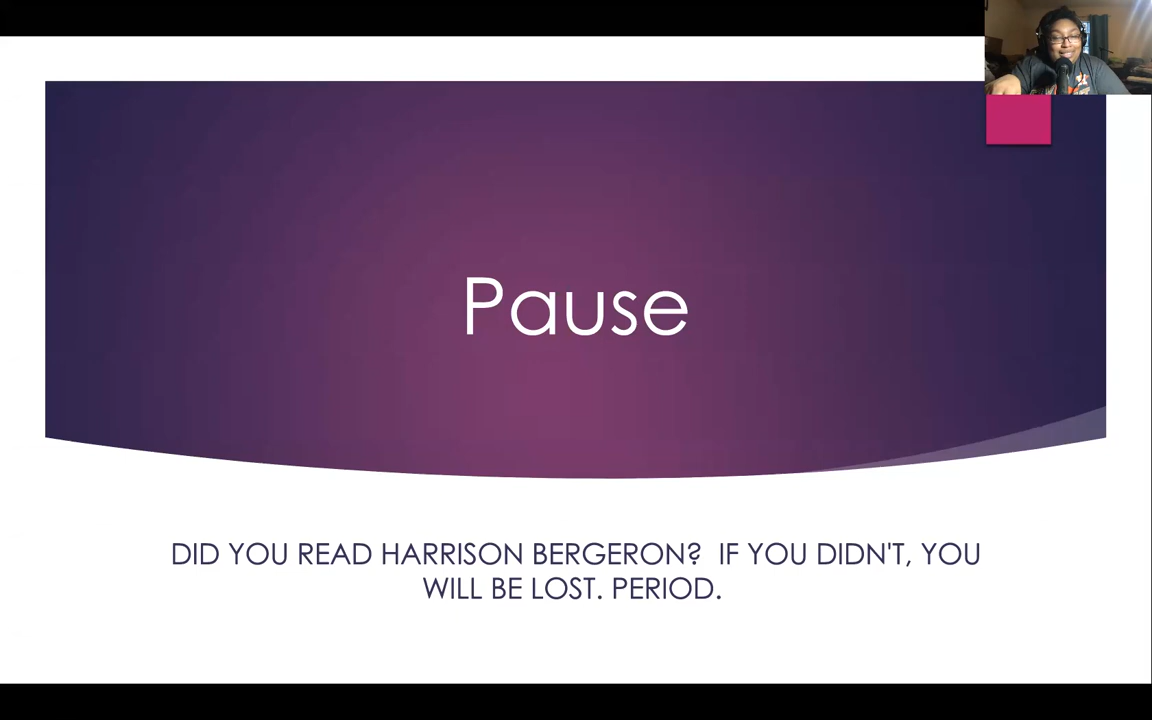 Pause
DID YOU READ HARRISON BERGERON?  IF YOU DIDN'T, YOU
WILL BE LOST. PERIOD.